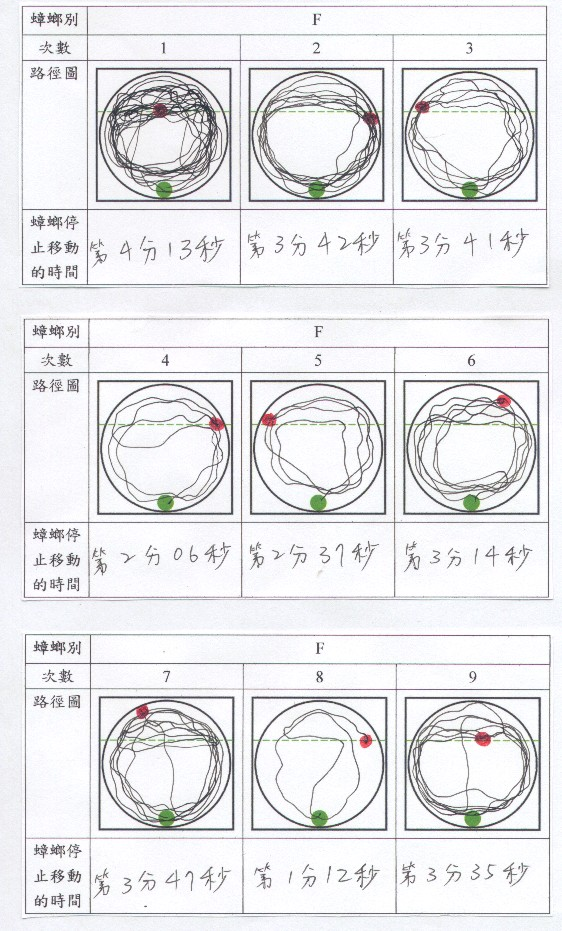 蟑螂別 F
次數 1 2 3
路徑圖
蟑螂停
止移動
的時間
第4分13秒 第3分42秒 第3分41秒
蟑螂別 F
次數 4 5 6
路徑圖
蟑螂停
止移動
的時間
第2分06秒 第2分37秒 第3分14秒
蟑螂別 F
次數 7 8 9
路徑圖
蟑螂停
止移動
的時間
第3分47秒 第1分12秒 第3分35秒